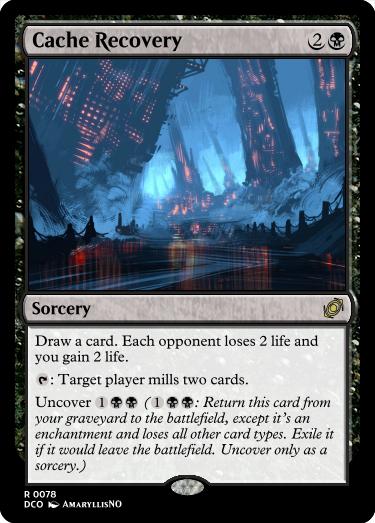 Cache Recovery 2
Sorcery
Draw a card. Each opponent loses 2 life and
you gain 2 life.
: Target player mills two cards.
Uncover 1 (1: Return this card from
your graveyard to the battlefield, except it's an
enchantment and loses all other card types. Exile it
if it would leave the battlefield. Uncover only as a
sorcery.)
R 0078
DCO AmaryllisNO